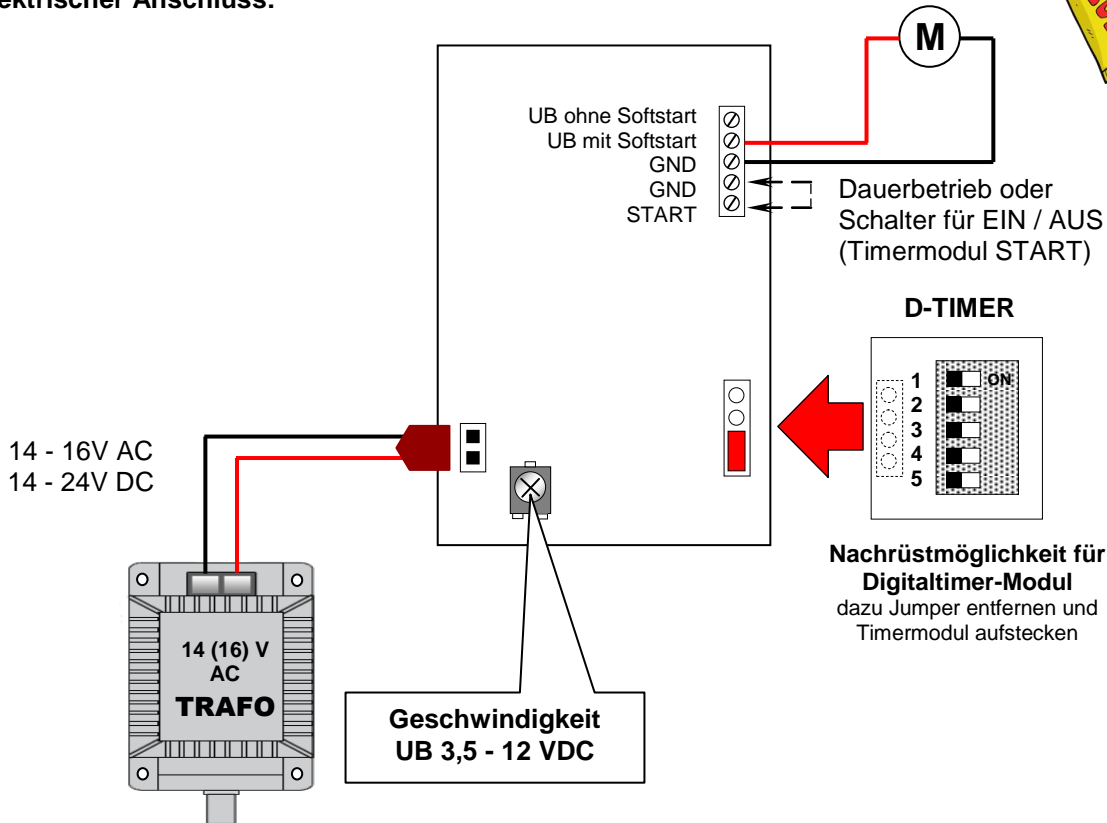 ektrischer Anschluss:
M
UB ohne Softstart
UB mit Softstart
GND
GND
START
Dauerbetrieb oder
Schalter für EIN / AUS
(Timermodul START)
D-TIMER
1
ON
2
3
4
5
14 - 16V AC
14 - 24V DC
Nachrüstmöglichkeit für
Digitaltimer-Modul
dazu Jumper entfernen und
Timermodul aufstecken
14 (16) V
AC
TRAFO
Geschwindigkeit
UB 3,5 - 12 VDC